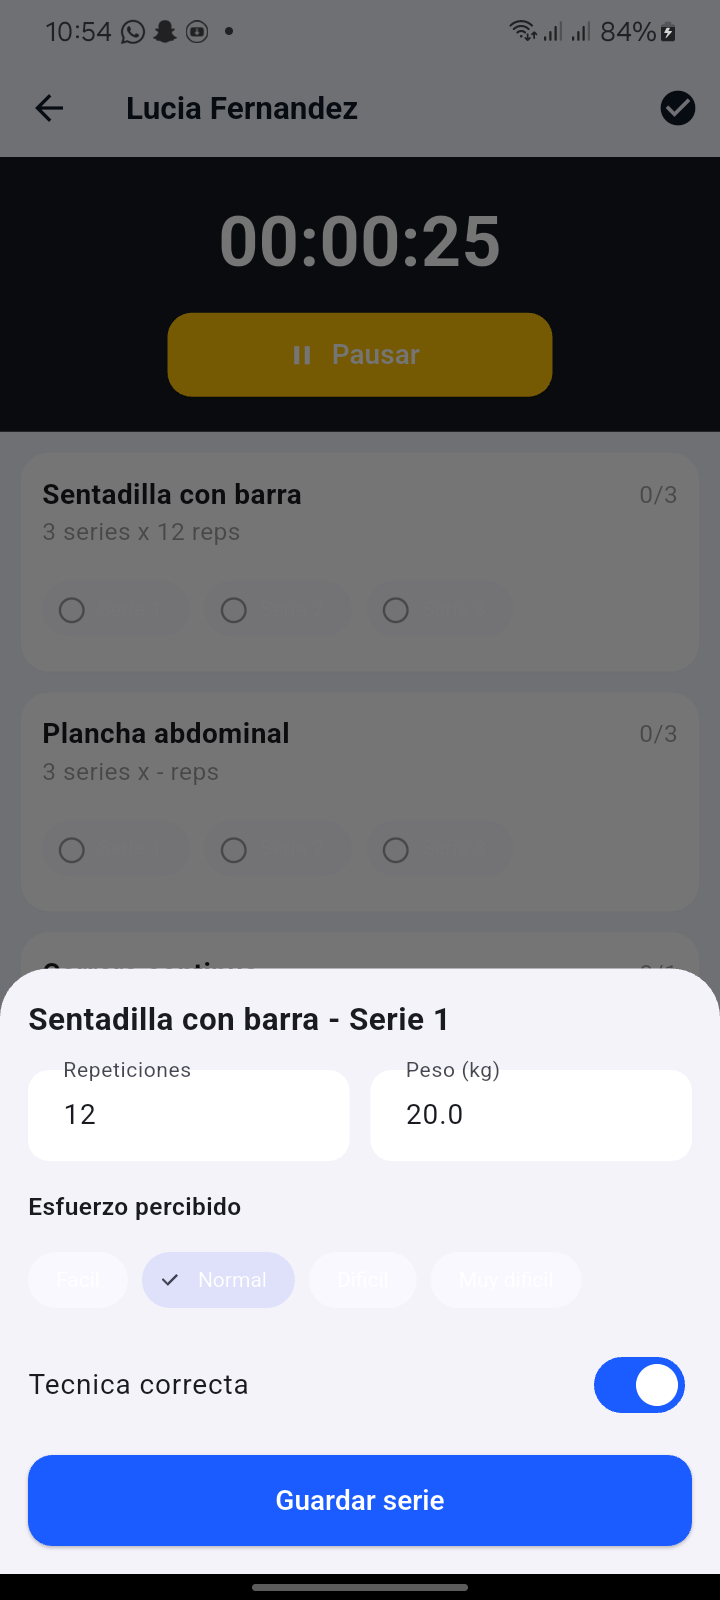 10:54
84%
Lucia Fernandez
00:00:25
Pausar
Sentadilla con barra
0/3
3 series x 12 reps
Plancha abdominal
0/3
3 series x - reps
Sentadilla con barra - Serie 1
Repeticiones
Peso (kg)
12
20.0
Esfuerzo percibido
Facil
Normal
Dificil
Muy dificil
Tecnica correcta
Guardar serie